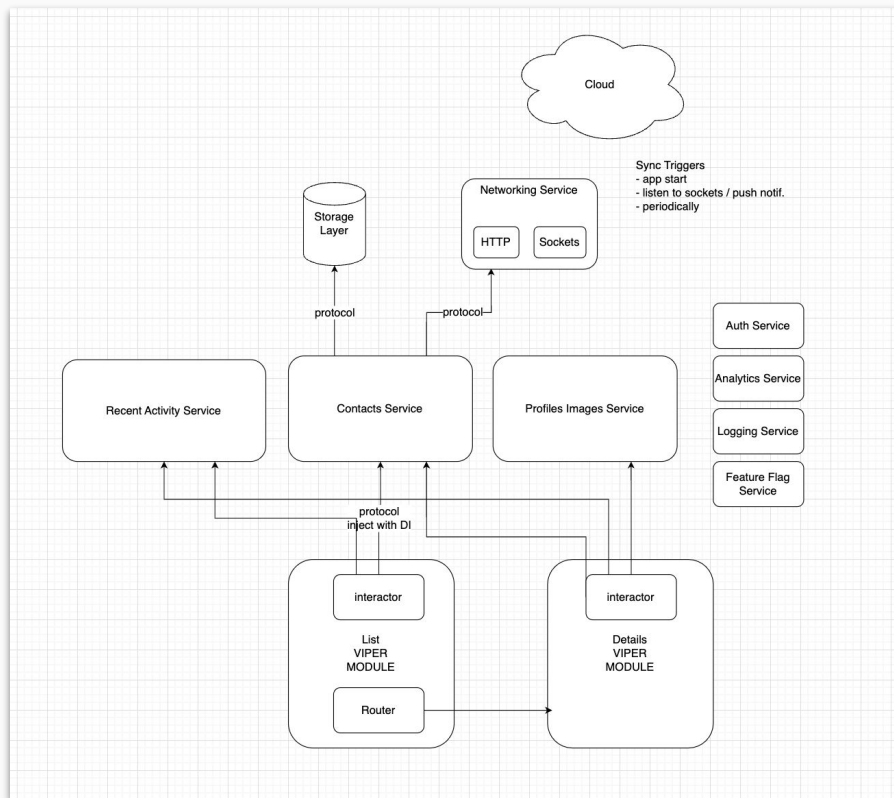 Cloud
Sync Triggers
- app start
- listen to sockets / push notif.
- periodically
Storage
Layer
Networking Service
HTTP
Sockets
protocol
protocol
Auth Service
Analytics Service
Logging Service
Feature Flag
Service
Recent Activity Service
Contacts Service
Profiles Images Service
protocol
inject with DI
interactor
List
VIPER
MODULE
Router
interactor
Details
VIPER
MODULE